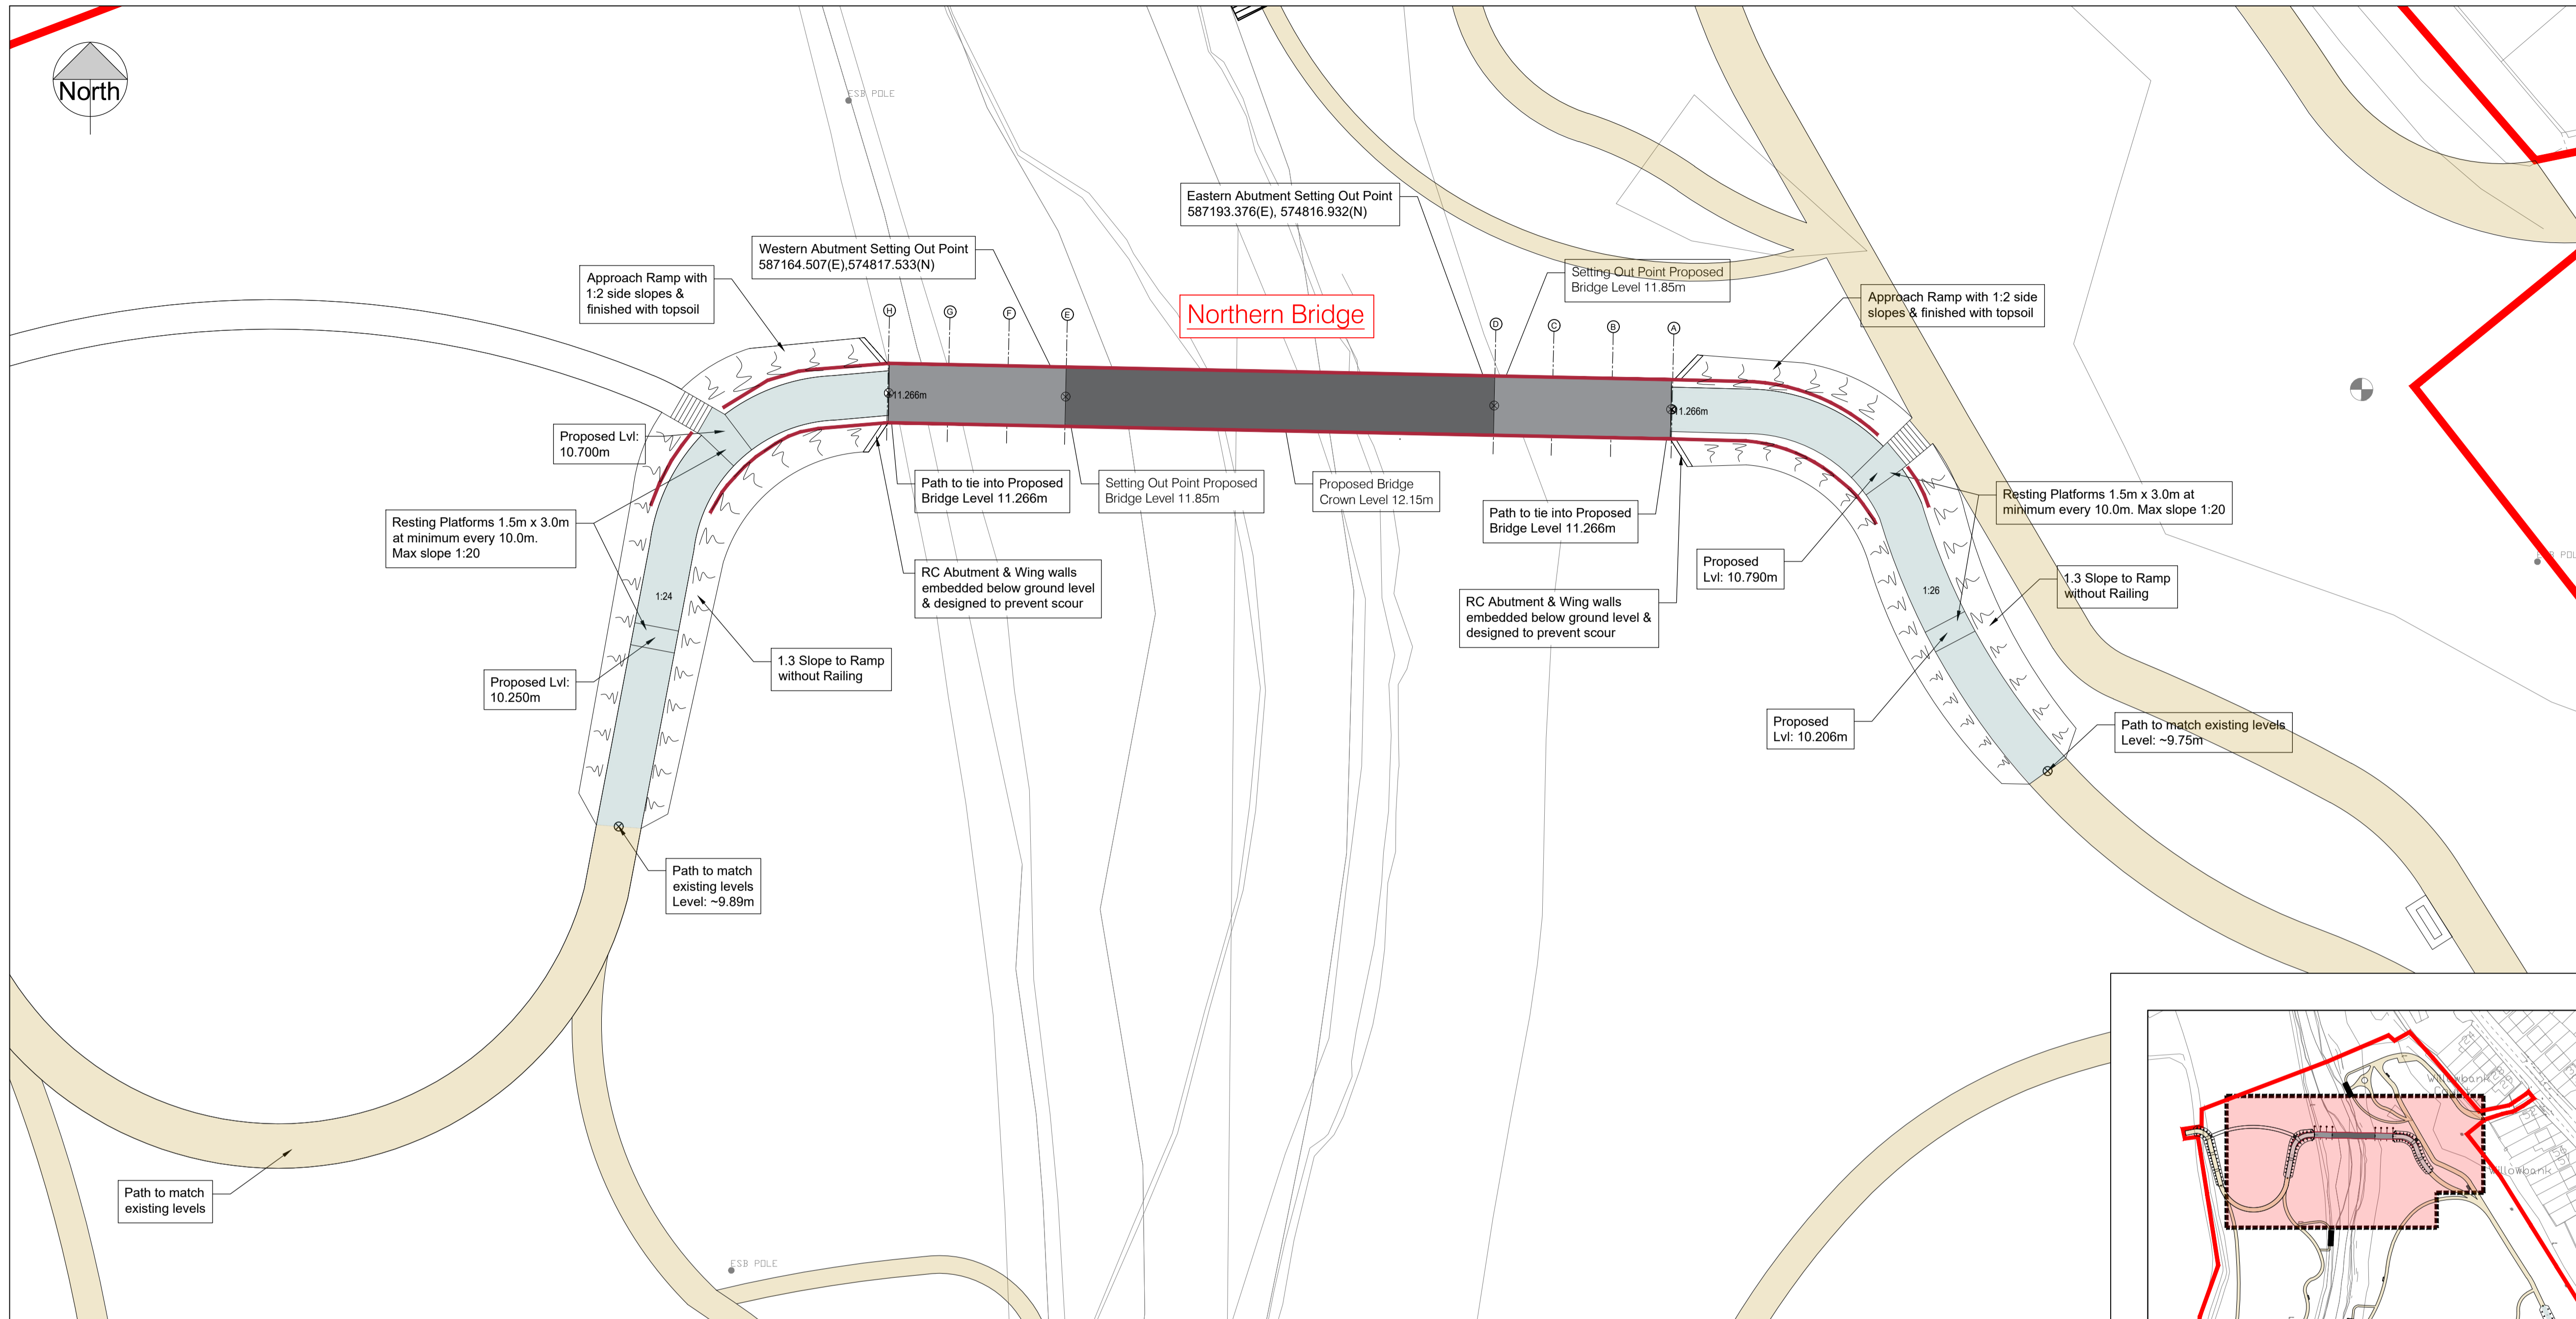 North
ESB POLE
Eastern Abutment Setting Out Point
587193.376(E), 574816.932(N)
Western Abutment Setting Out Point
587164.507(E),574817.533(N)
Approach Ramp with
1:2 side slopes &
finished with topsoil
Setting Out Point Proposed
Bridge Level 11.85m
Approach Ramp with 1:2 side
slopes & finished with topsoil
Northern Bridge
H
G
F
E
D
C
B
A
11.266m
11.266m
Proposed Lvl:
10.700m
Path to tie into Proposed
Bridge Level 11.266m
Setting Out Point Proposed
Bridge Level 11.85m
Proposed Bridge
Crown Level 12.15m
Path to tie into Proposed
Bridge Level 11.266m
Resting Platforms 1.5m x 3.0m at
minimum every 10.0m. Max slope 1:20
Resting Platforms 1.5m x 3.0m
at minimum every 10.0m.
Max slope 1:20
Proposed
Lvl: 10.790m
RC Abutment & Wing walls
embedded below ground level
& designed to prevent scour
RC Abutment & Wing walls
embedded below ground level &
designed to prevent scour
1:24
1:26
1.3 Slope to Ramp
without Railing
1.3 Slope to Ramp
without Railing
Proposed Lvl:
10.250m
Proposed
Lvl: 10.206m
Path to match existing levels
Level: ~9.75m
Path to match
existing levels
Level: ~9.89m
Path to match
existing levels
ESB POLE
Willowbank
Willowbank